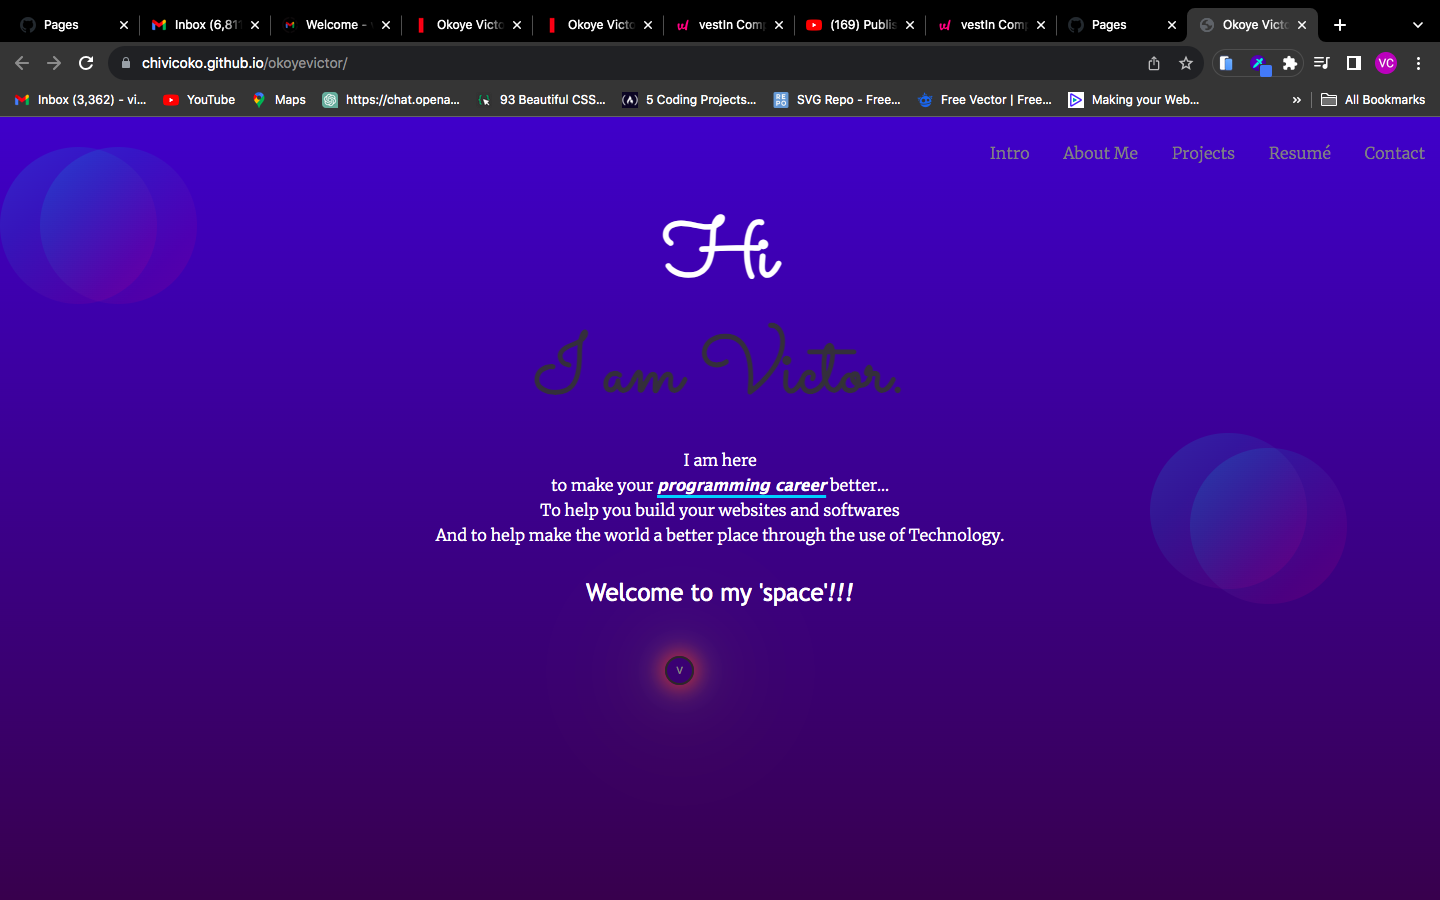 Pages
Inbox (6,811
Welcome -
Okoye Victo
Okoye Victo
vestIn Comp
(169) Publis
vestIn Comp
Pages
Okoye Victo
chivicoko.github.io/okoyevictor/
VC
Inbox (3,362) - vi...
YouTube
Maps
https://chat.opena...
93 Beautiful CSS...
5 Coding Projects...
SVG Repo - Free...
Free Vector | Free...
Making your Web...
»
All Bookmarks
Intro
About Me
Projects
Resumé
Contact
Hi
I am Victor.
I am here
to make your programming career better...
To help you build your websites and softwares
And to help make the world a better place through the use of Technology.
Welcome to my 'space'!!!
V